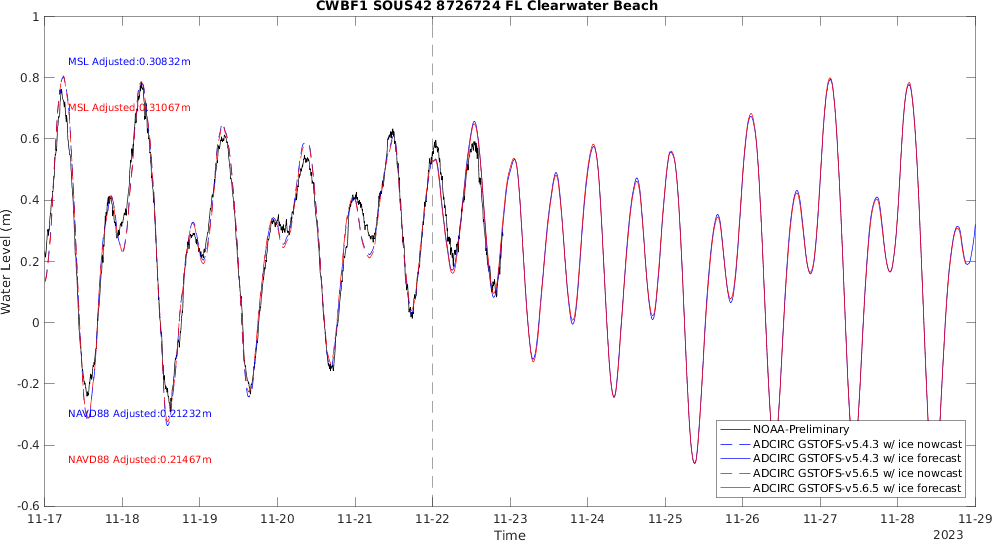 CWBF1 SOUS42 8726724 FL Clearwater Beach
1
0.8
0.6
0.4
0.2
0
-0.2
-0.4
-0.6
Water Level (m)
MSL Adjusted:0.30832m
MSL Adjusted:0.31067m
NAVD88 Adjusted:0.21232m
NAVD88 Adjusted:0.21467m
NOAA-Preliminary
ADCIRC GSTOFS-v5.4.3 w/ ice nowcast
ADCIRC GSTOFS-v5.4.3 w/ ice forecast
ADCIRC GSTOFS-v5.6.5 w/ ice nowcast
ADCIRC GSTOFS-v5.6.5 w/ ice forecast
11-17 11-18 11-19 11-20 11-21 11-22 11-23 11-24 11-25 11-26 11-27 11-28 11-29
Time
2023